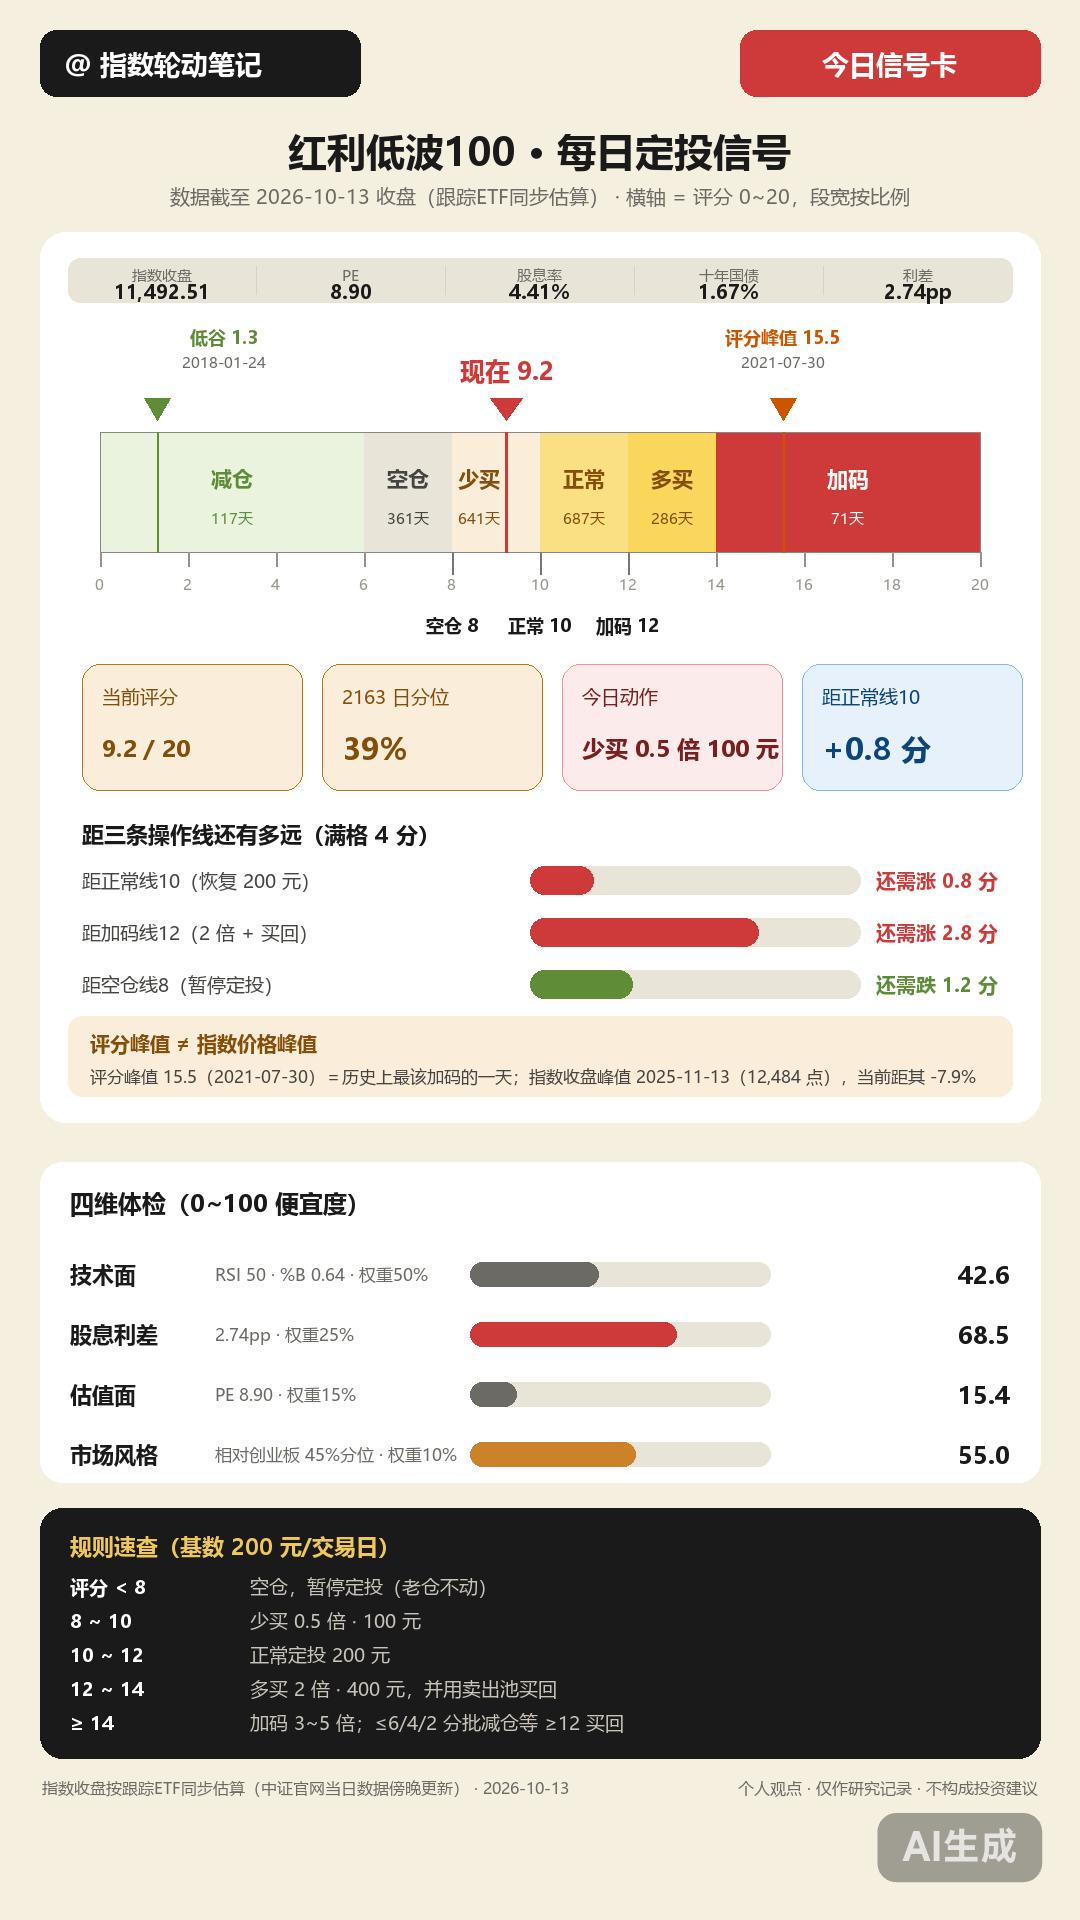 @ 指数轮动笔记
今日信号卡
红利低波100 · 每日定投信号
数据截至 2026-10-13 收盘（跟踪ETF同步估算） · 横轴 = 评分 0~20，段宽按比例
指数收盘 PE 股息率 十年国债 利差
11,492.51 8.90 4.41% 1.67% 2.74pp
低谷 1.3 评分峰值 15.5
2018-01-24 现在 9.2 2021-07-30
减仓 空仓 少买 正常 多买 加码
117天 361天 641天 687天 286天 71天
0 2 4 6 8 10 12 14 16 18 20
空仓 8 正常 10 加码 12
当前评分 2163 日分位 今日动作 距正常线10
9.2 / 20 39% 少买 0.5 倍 100 元 +0.8 分
距三条操作线还有多远（满格 4 分）
距正常线10（恢复 200 元） 还需涨 0.8 分
距加码线12（2 倍 + 买回） 还需涨 2.8 分
距空仓线8（暂停定投） 还需跌 1.2 分
评分峰值 ≠ 指数价格峰值
评分峰值 15.5（2021-07-30）＝历史上最该加码的一天；指数收盘峰值 2025-11-13（12,484 点），当前距其 -7.9%
四维体检（0~100 便宜度）
技术面 RSI 50 · %B 0.64 · 权重50% 42.6
股息利差 2.74pp · 权重25% 68.5
估值面 PE 8.90 · 权重15% 15.4
市场风格 相对创业板 45%分位 · 权重10% 55.0
规则速查（基数 200 元/交易日）
评分 < 8 空仓，暂停定投（老仓不动）
8 ~ 10 少买 0.5 倍 · 100 元
10 ~ 12 正常定投 200 元
12 ~ 14 多买 2 倍 · 400 元，并用卖出池买回
≥ 14 加码 3~5 倍；≤6/4/2 分批减仓等 ≥12 买回
指数收盘按跟踪ETF同步估算（中证官网当日数据傍晚更新） · 2026-10-13
个人观点 · 仅作研究记录 · 不构成投资建议
AI生成